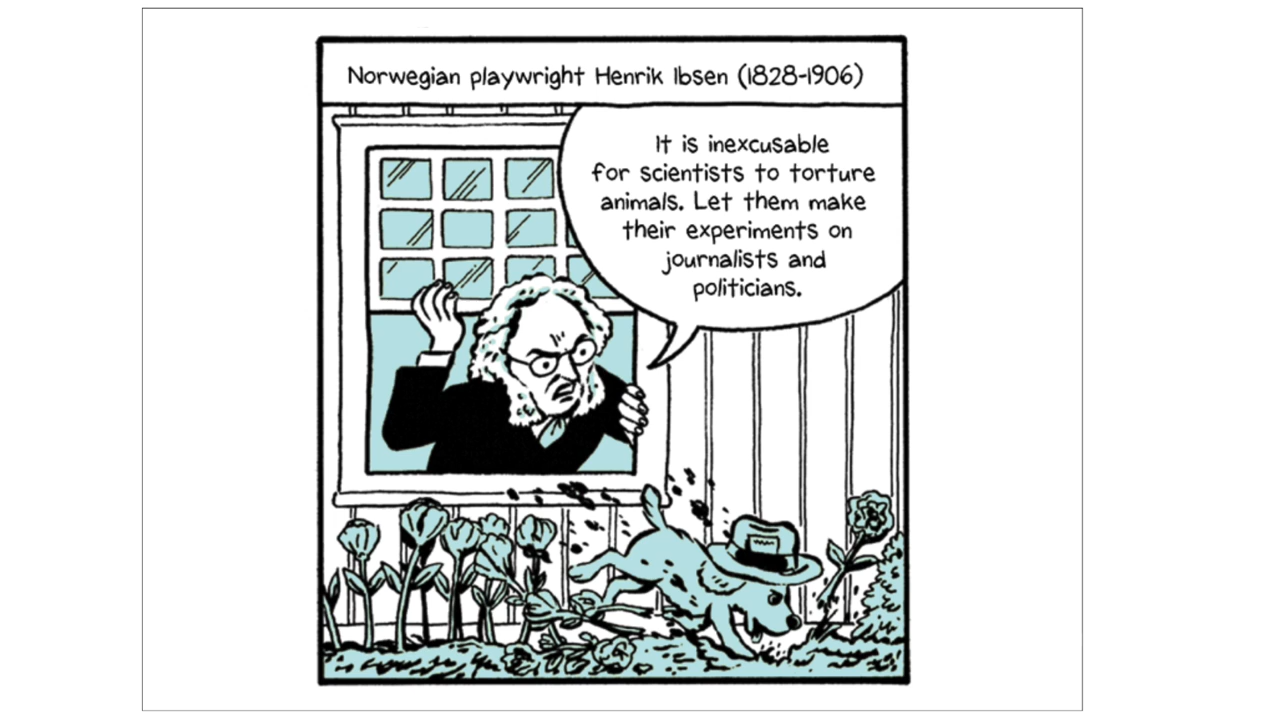 Norwegian playwright Henrik Ibsen (1828-1906)
It is inexcusable
for scientists to torture
animals. Let them make
their experiments on
journalists and
politicians.